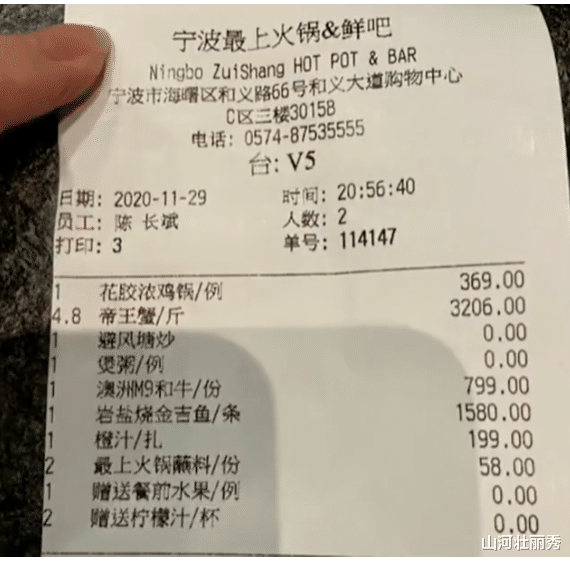 宁波最上火锅&鲜吧
Ningbo ZuiShang HOT POT & BAR
宁波市海曙区和义路66号和义大道购物中心
C区三楼30158
电话: 0574-87535555
台: V5
日期: 2020-11-29 时间: 20:56:40
员工: 陈 长斌 人数: 2
打印: 3 单号: 114147
1 花胶浓鸡锅/例 369.00
4.8 帝王蟹/斤 3206.00
1 避风塘炒 0.00
1 煲粥/例 0.00
1 澳洲M9和牛/份 799.00
1 岩盐烧金吉鱼/条 1580.00
1 橙汁/扎 199.00
2 最上火锅蘸料/份 58.00
1 赠送餐前水果/例 0.00
2 赠送柠檬汁/杯 0.00
山河壮丽秀